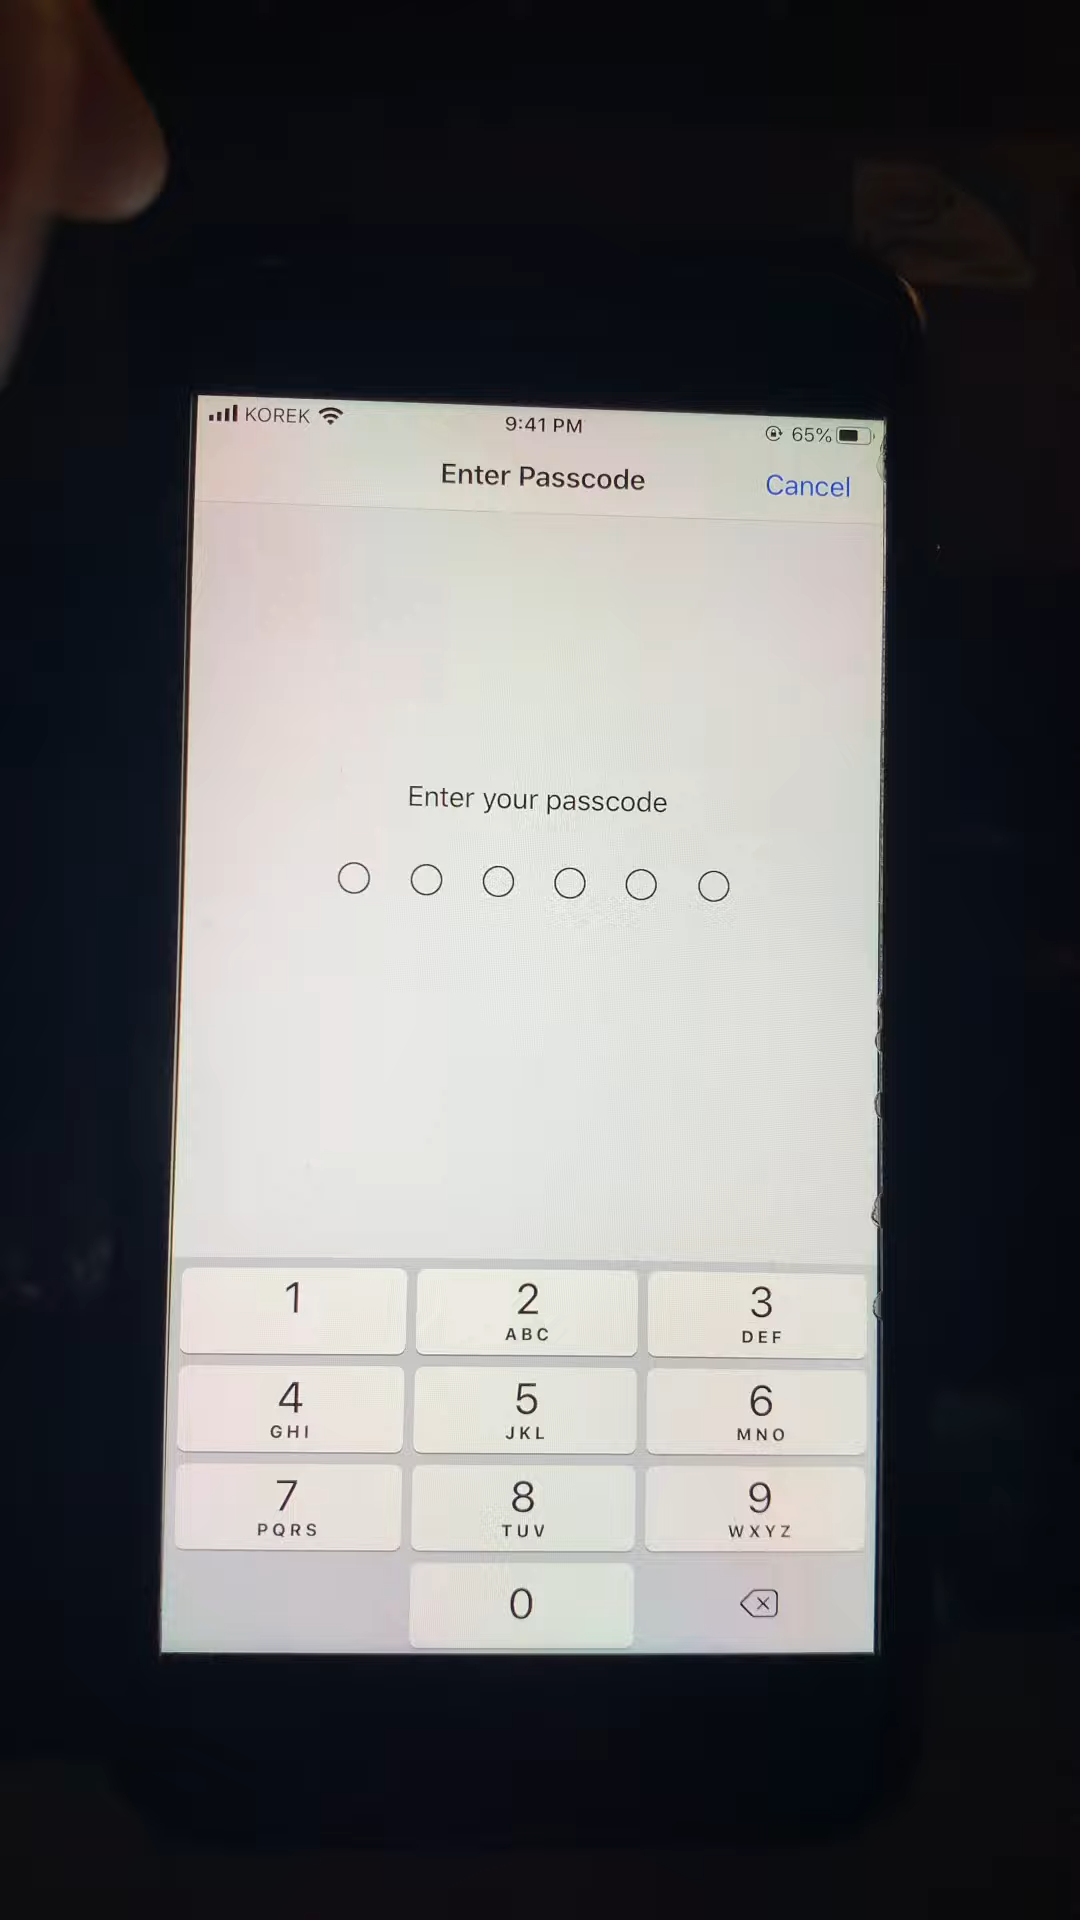 KOREK 9:41 PM 65%
Enter Passcode Cancel
Enter your passcode
1 2 3
ABC DEF
4 5 6
GHI JKL MNO
7 8 9
PQRS TUV WXYZ
0